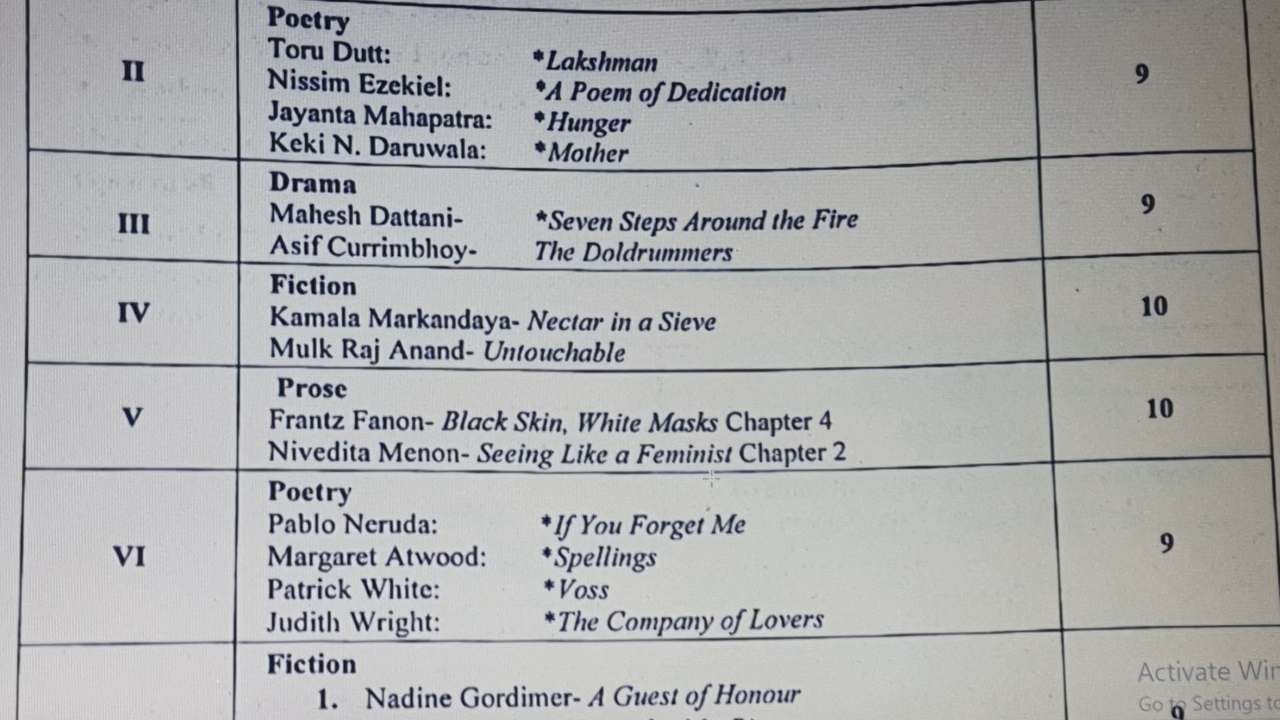 II
Poetry
Toru Dutt: *Lakshman
Nissim Ezekiel: *A Poem of Dedication
Jayanta Mahapatra: *Hunger
Keki N. Daruwala: *Mother
9
III
Drama
Mahesh Dattani- *Seven Steps Around the Fire
Asif Currimbhoy- The Doldrummers
9
IV
Fiction
Kamala Markandaya- Nectar in a Sieve
Mulk Raj Anand- Untouchable
10
V
Prose
Frantz Fanon- Black Skin, White Masks Chapter 4
Nivedita Menon- Seeing Like a Feminist Chapter 2
10
VI
Poetry
Pablo Neruda: *If You Forget Me
Margaret Atwood: *Spellings
Patrick White: *Voss
Judith Wright: *The Company of Lovers
9
Fiction
1. Nadine Gordimer- A Guest of Honour
9
Activate Win
Go to Settings to